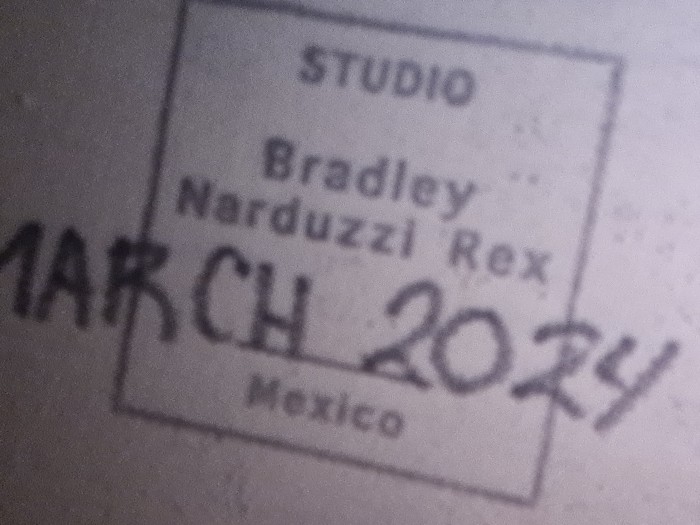 STUDIO
Bradley
Narduzzi Rex
MARCH 2024
Mexico